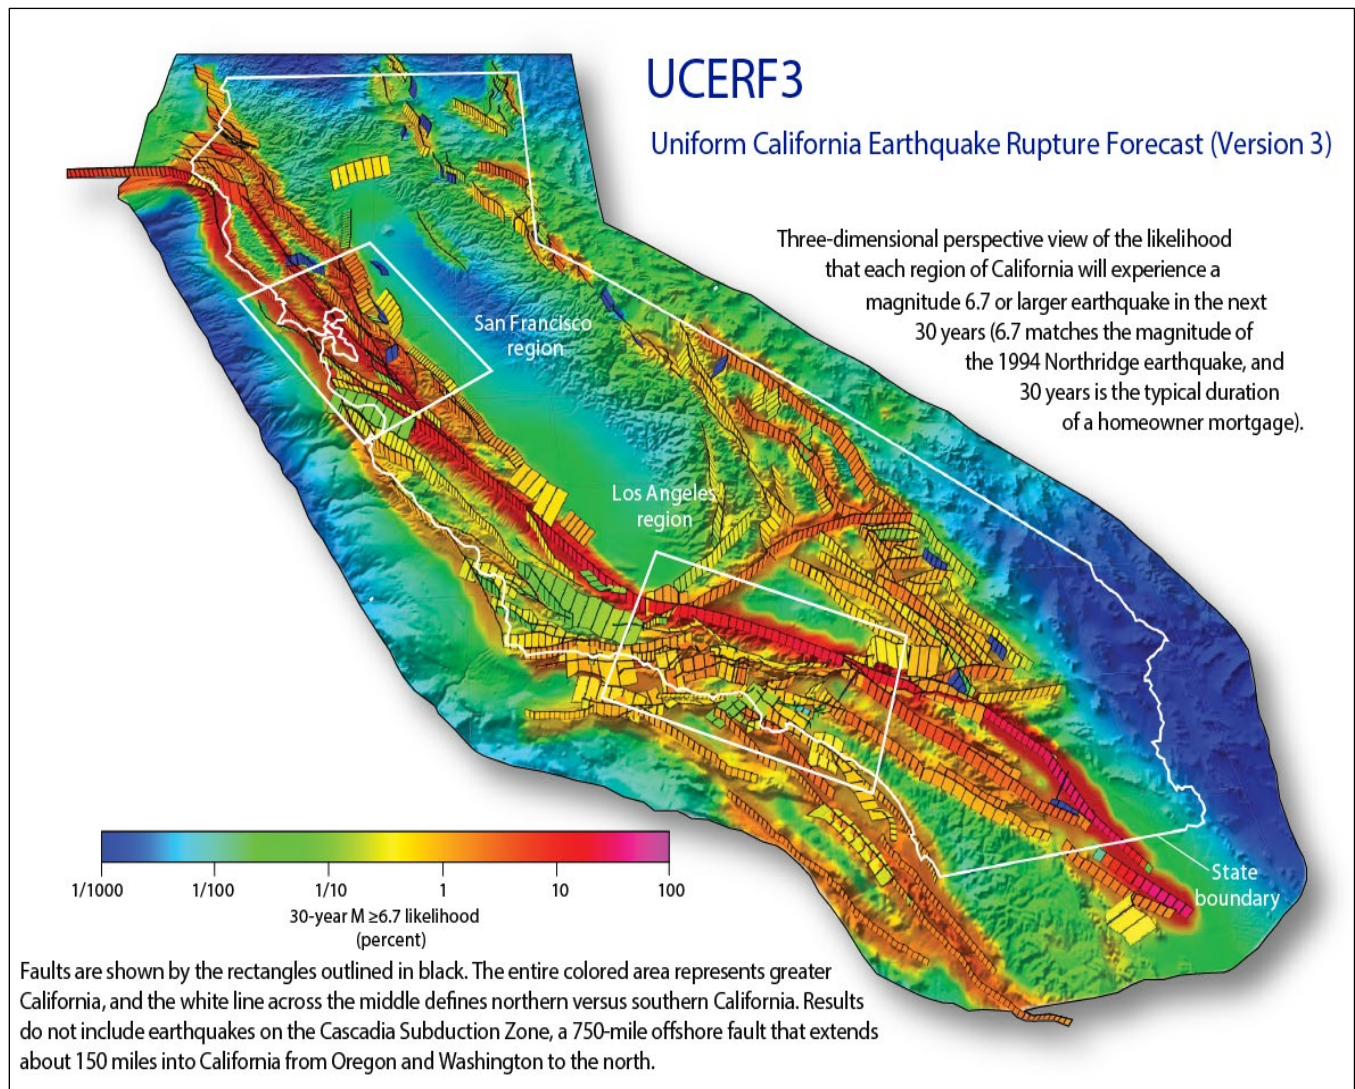 UCERF3
Uniform California Earthquake Rupture Forecast (Version 3)
Three-dimensional perspective view of the likelihood
that each region of California will experience a
magnitude 6.7 or larger earthquake in the next
30 years (6.7 matches the magnitude of
the 1994 Northridge earthquake, and
30 years is the typical duration
of a homeowner mortgage).
San Francisco
region
Los Angeles
region
State
boundary
1/1000 1/100 1/10 1 10 100
30-year M ≥6.7 likelihood
(percent)
Faults are shown by the rectangles outlined in black. The entire colored area represents greater
California, and the white line across the middle defines northern versus southern California. Results
do not include earthquakes on the Cascadia Subduction Zone, a 750-mile offshore fault that extends
about 150 miles into California from Oregon and Washington to the north.